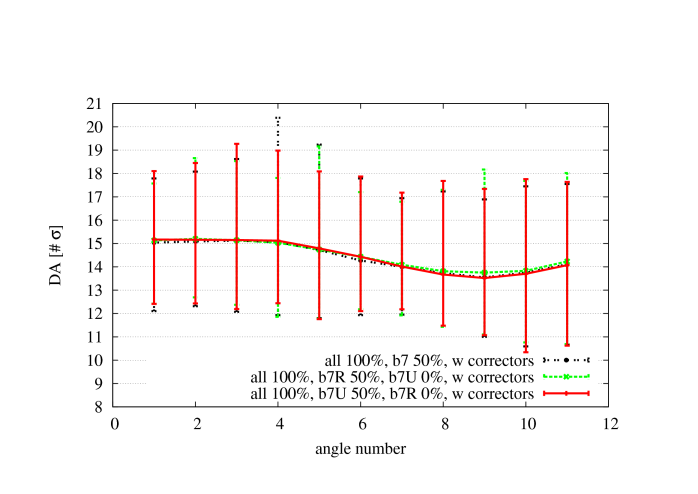 21
20
19
18
17
16
15
14
13
12
11
10
9
8
DA [# σ]
all 100%, b7 50%, w correctors
all 100%, b7R 50%, b7U 0%, w correctors
all 100%, b7U 50%, b7R 0%, w correctors
0 2 4 6 8 10 12
angle number